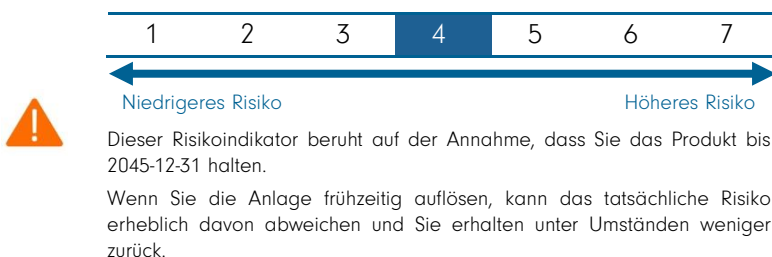 1 2 3 4 5 6 7
Niedrigeres Risiko Höheres Risiko
Dieser Risikoindikator beruht auf der Annahme, dass Sie das Produkt bis
2045-12-31 halten.
Wenn Sie die Anlage frühzeitig auflösen, kann das tatsächliche Risiko
erheblich davon abweichen und Sie erhalten unter Umständen weniger
zurück.